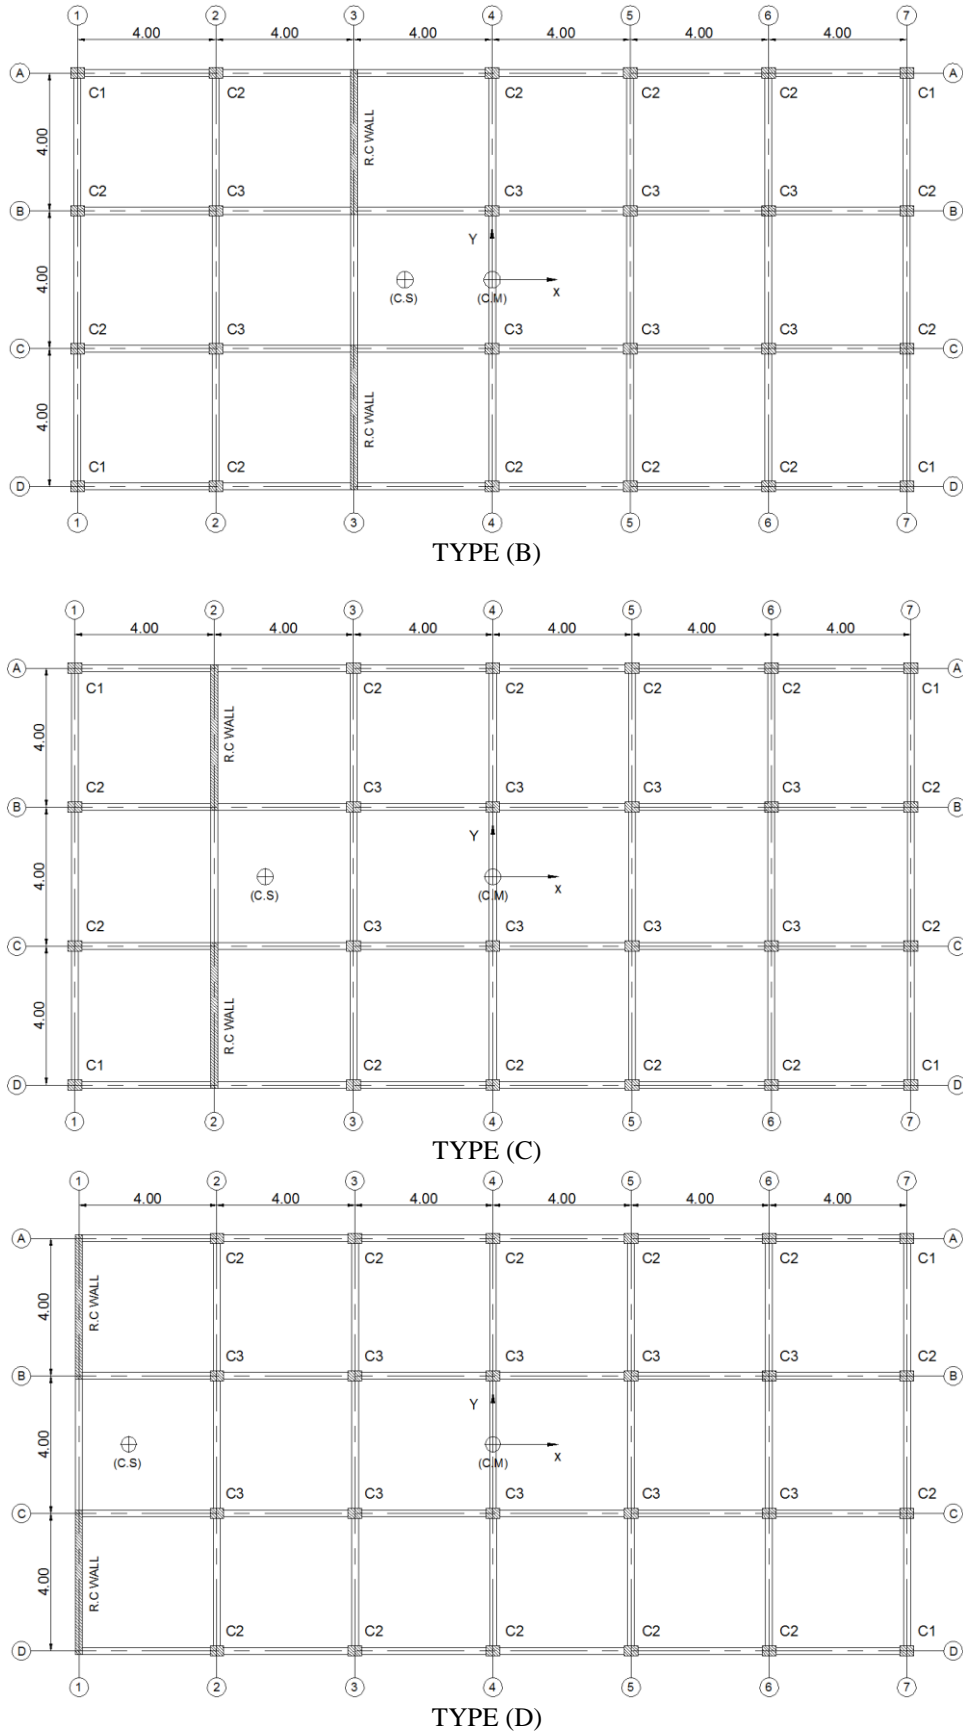 1 2 3 4 5 6 7
4.00 4.00 4.00 4.00 4.00 4.00
A A
C1 C2 C2 C2 C2 C1
R.C WALL
4.00
C2 C3 C3 C3 C3 C2
B B
Y
4.00
X
(C.S) (C.M)
C2 C3 C3 C3 C3 C2
C C
R.C WALL
4.00
C1 C2 C2 C2 C2 C1
D D
1 2 3 4 5 6 7
TYPE (B)
1 2 3 4 5 6 7
4.00 4.00 4.00 4.00 4.00 4.00
A A
C1 C2 C2 C2 C2 C1
R.C WALL
4.00
C2 C3 C3 C3 C3 C2
B B
Y
4.00
X
(C.S) (C.M)
C2 C3 C3 C3 C3 C2
C C
R.C WALL
4.00
C1 C2 C2 C2 C2 C1
D D
1 2 3 4 5 6 7
TYPE (C)
1 2 3 4 5 6 7
4.00 4.00 4.00 4.00 4.00 4.00
A A
C2 C2 C2 C2 C2 C1
R.C WALL
4.00
C3 C3 C3 C3 C3 C2
B B
Y
4.00
X
(C.S) (C.M)
C3 C3 C3 C3 C3 C2
C C
R.C WALL
4.00
C2 C2 C2 C2 C2 C1
D D
1 2 3 4 5 6 7
TYPE (D)